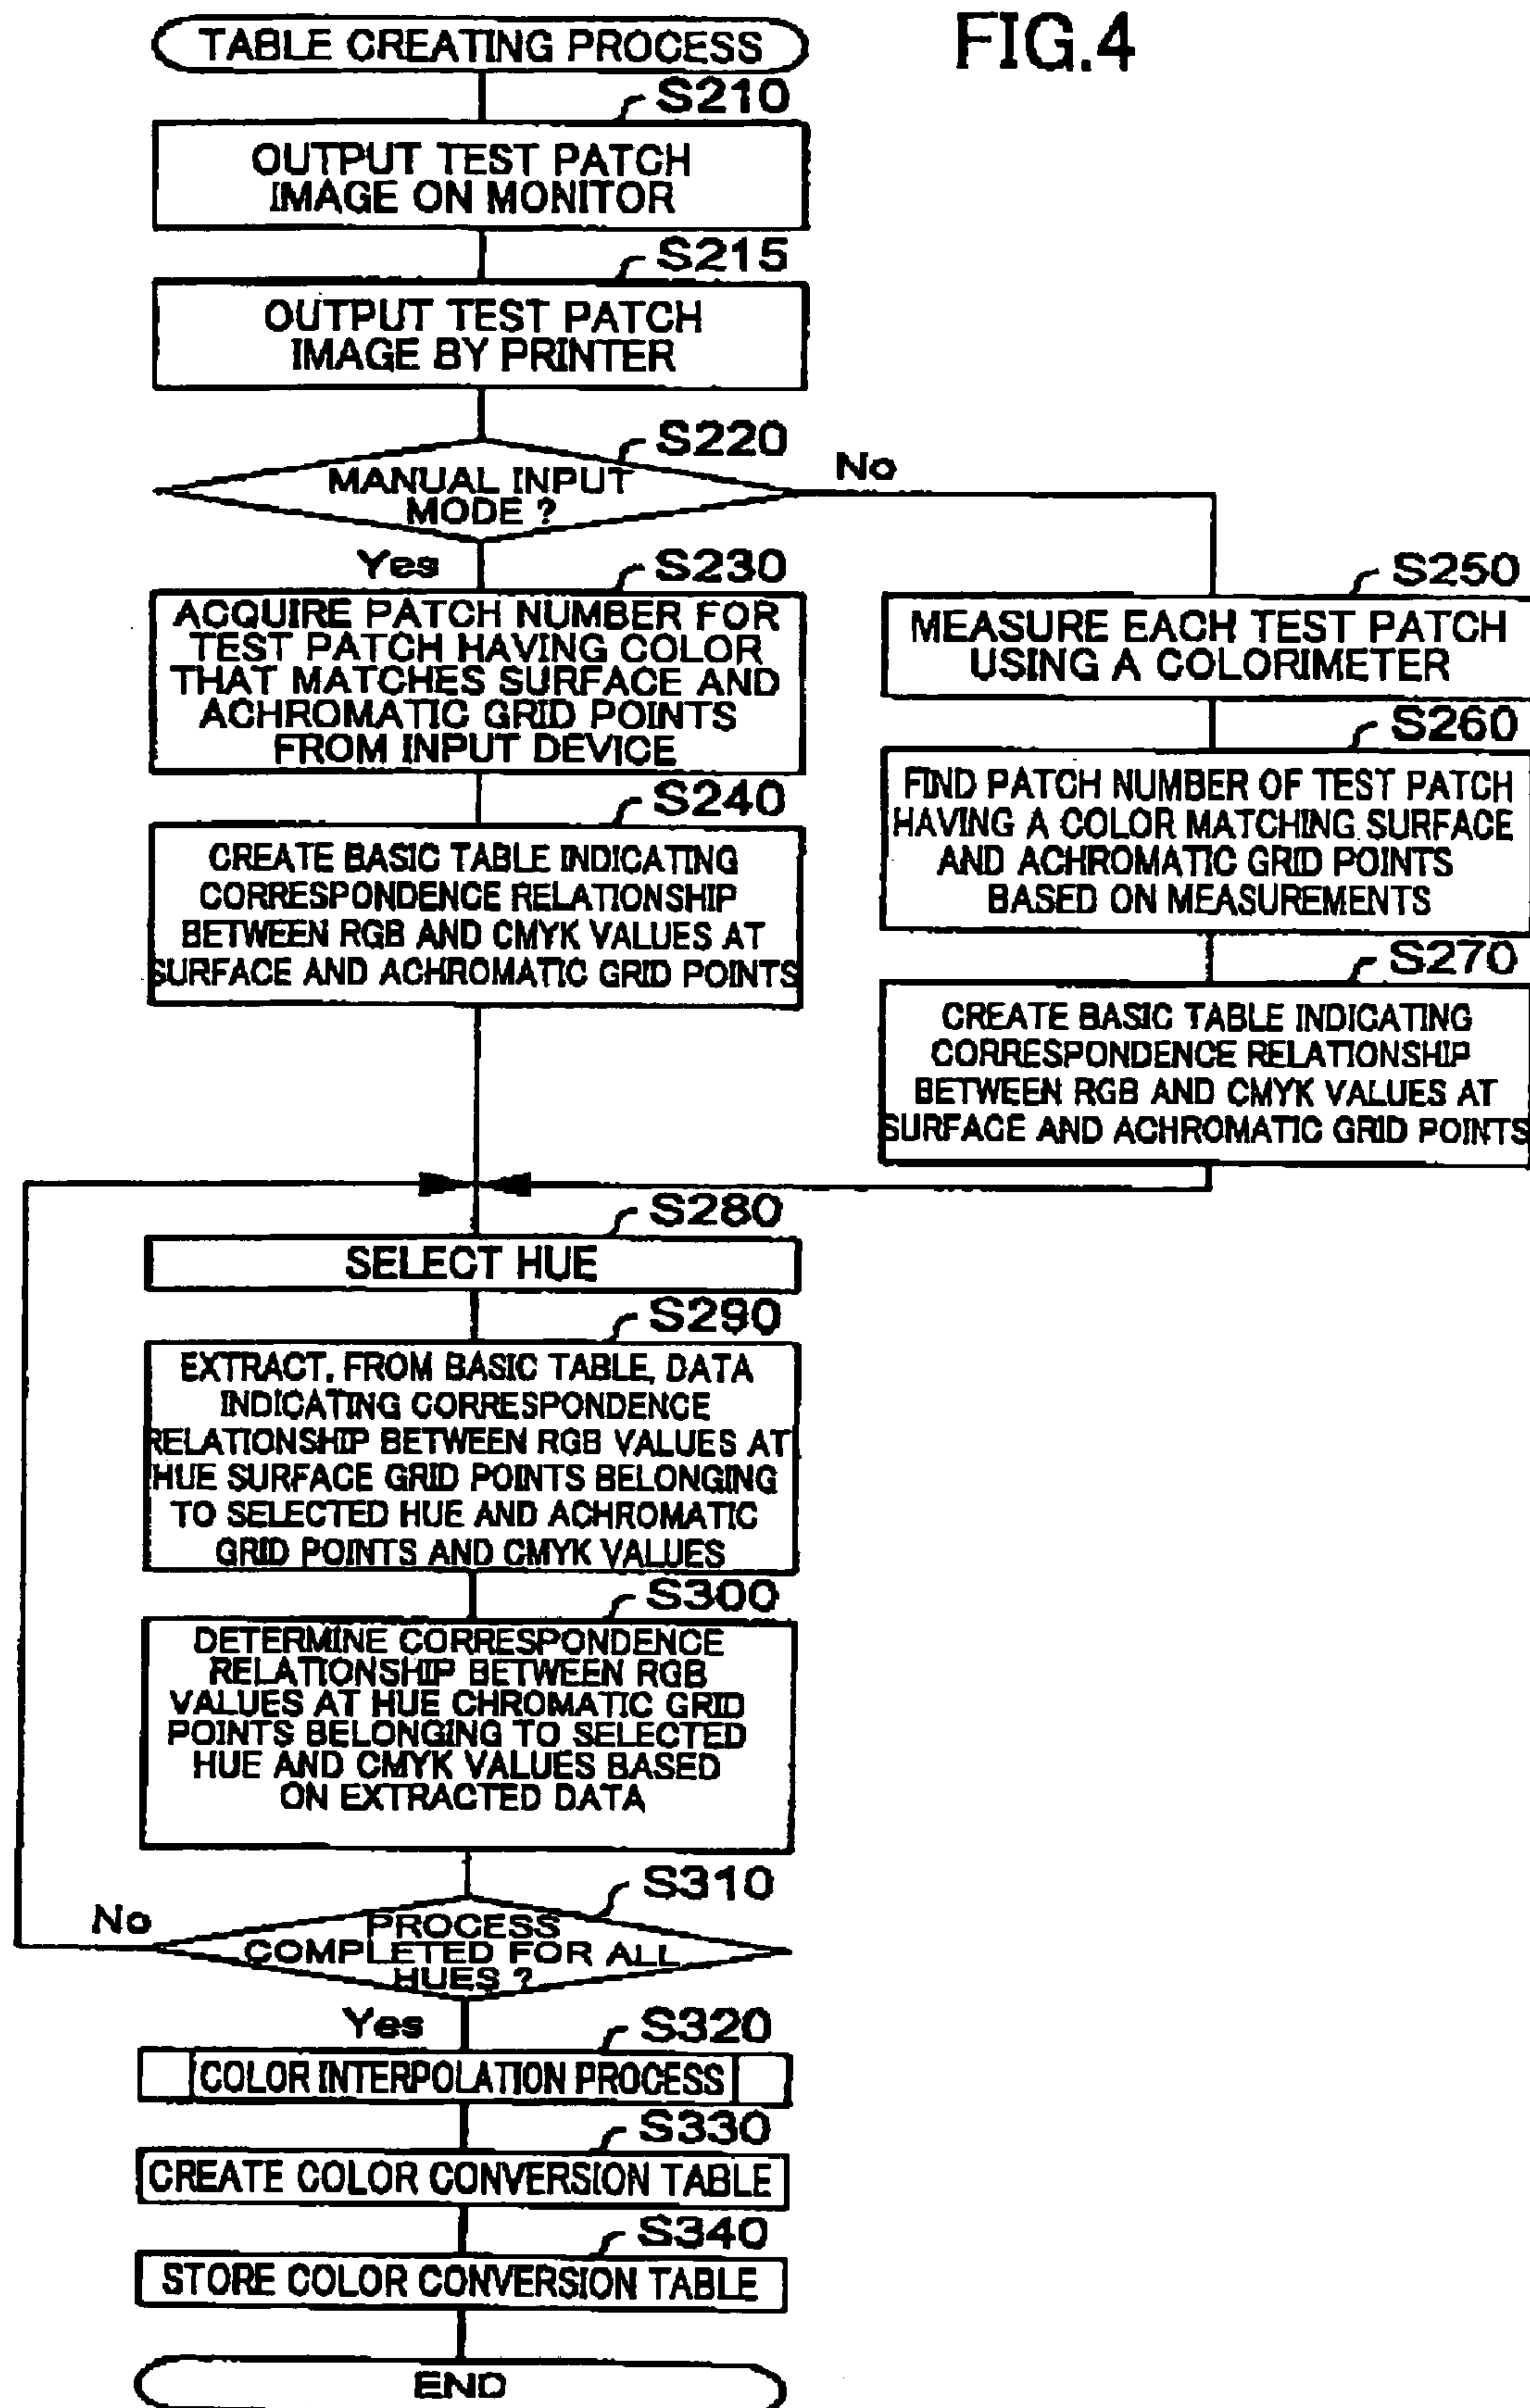 FIG.4
TABLE CREATING PROCESS
S210
OUTPUT TEST PATCH
IMAGE ON MONITOR
S215
OUTPUT TEST PATCH
IMAGE BY PRINTER
S220
MANUAL INPUT
MODE ?
No
Yes
S230
ACQUIRE PATCH NUMBER FOR
TEST PATCH HAVING COLOR
THAT MATCHES SURFACE AND
ACHROMATIC GRID POINTS
FROM INPUT DEVICE
S240
CREATE BASIC TABLE INDICATING
CORRESPONDENCE RELATIONSHIP
BETWEEN RGB AND CMYK VALUES AT
SURFACE AND ACHROMATIC GRID POINTS
S250
MEASURE EACH TEST PATCH
USING A COLORIMETER
S260
FIND PATCH NUMBER OF TEST PATCH
HAVING A COLOR MATCHING SURFACE
AND ACHROMATIC GRID POINTS
BASED ON MEASUREMENTS
S270
CREATE BASIC TABLE INDICATING
CORRESPONDENCE RELATIONSHIP
BETWEEN RGB AND CMYK VALUES AT
SURFACE AND ACHROMATIC GRID POINTS
S280
SELECT HUE
S290
EXTRACT, FROM BASIC TABLE, DATA
INDICATING CORRESPONDENCE
RELATIONSHIP BETWEEN RGB VALUES AT
HUE SURFACE GRID POINTS BELONGING
TO SELECTED HUE AND ACHROMATIC
GRID POINTS AND CMYK VALUES
S300
DETERMINE CORRESPONDENCE
RELATIONSHIP BETWEEN RGB
VALUES AT HUE CHROMATIC GRID
POINTS BELONGING TO SELECTED
HUE AND CMYK VALUES BASED
ON EXTRACTED DATA
S310
PROCESS
COMPLETED FOR ALL
HUES ?
No
Yes
S320
COLOR INTERPOLATION PROCESS
S330
CREATE COLOR CONVERSION TABLE
S340
STORE COLOR CONVERSION TABLE
END